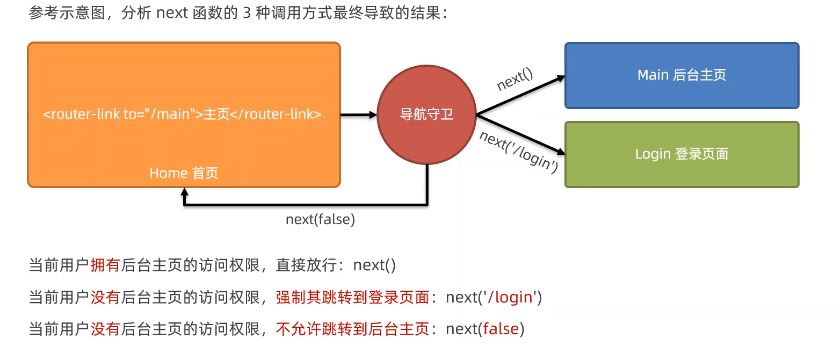 参考示意图，分析 next 函数的 3 种调用方式最终导致的结果：
<router-link to="/main">主页</router-link>
Home 首页
导航守卫
next()
next('/login')
next(false)
Main 后台主页
Login 登录页面
当前用户拥有后台主页的访问权限，直接放行：next()
当前用户没有后台主页的访问权限，强制其跳转到登录页面：next('/login')
当前用户没有后台主页的访问权限，不允许跳转到后台主页：next(false)